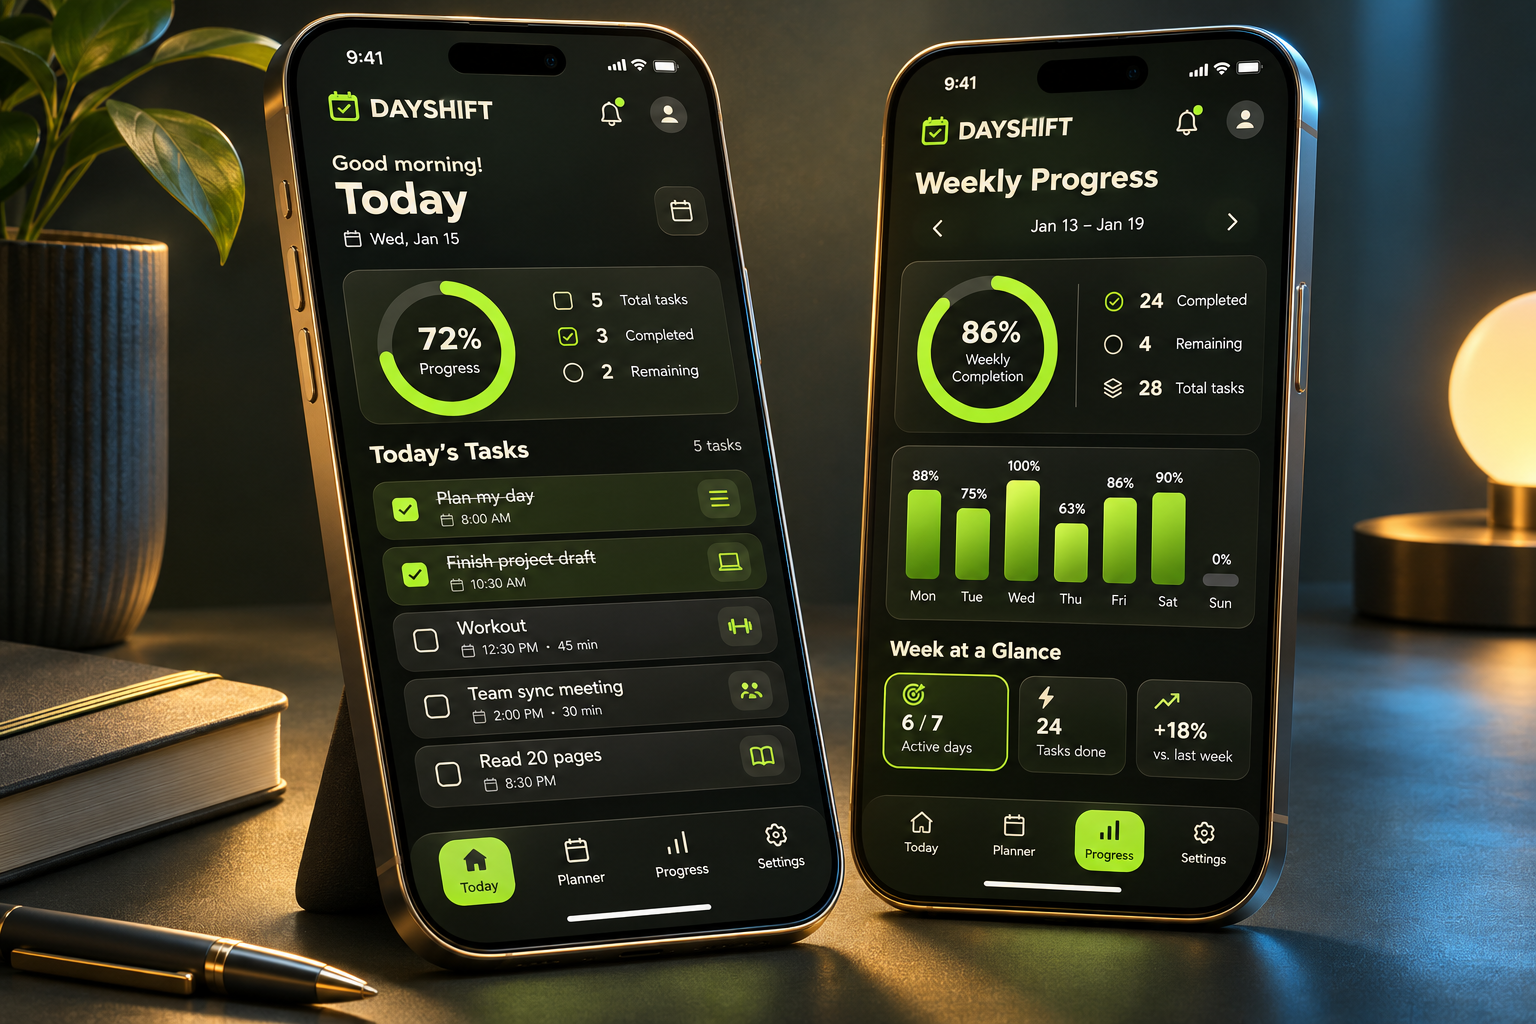 9:41
DAYSHIFT
Good morning!
Today
Wed, Jan 15
72%
Progress
5 Total tasks
3 Completed
2 Remaining
Today's Tasks
5 tasks
Plan my day
8:00 AM
Finish project draft
10:30 AM
Workout
12:30 PM • 45 min
Team sync meeting
2:00 PM • 30 min
Read 20 pages
8:30 PM
Today
Planner
Progress
Settings
9:41
DAYSHIFT
Weekly Progress
Jan 13 – Jan 19
86%
Weekly
Completion
24 Completed
4 Remaining
28 Total tasks
88%
75%
100%
63%
86%
90%
0%
Mon
Tue
Wed
Thu
Fri
Sat
Sun
Week at a Glance
6 / 7
Active days
24
Tasks done
+18%
vs. last week
Today
Planner
Progress
Settings